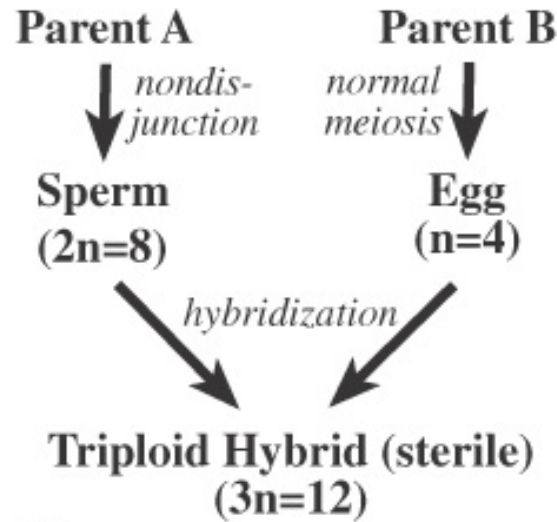 Parent A Parent B
nondis- normal
junction meiosis
Sperm Egg
(2n=8) (n=4)
hybridization
Triploid Hybrid (sterile)
(3n=12)